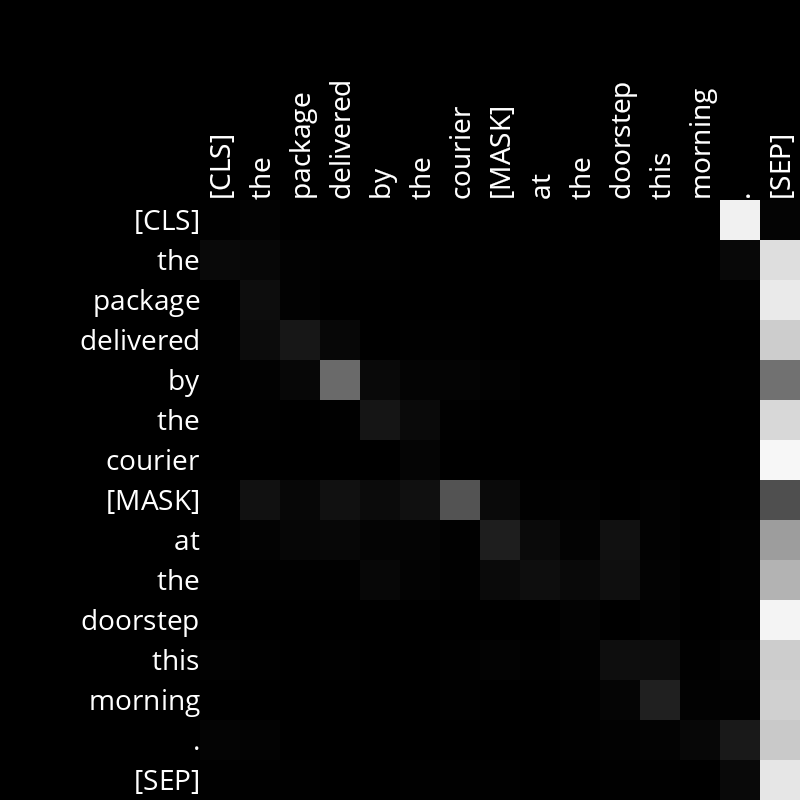 [CLS] the package delivered by the courier [MASK] at the doorstep this morning . [SEP]
[CLS]
the
package
delivered
by
the
courier
[MASK]
at
the
doorstep
this
morning
.
[SEP]